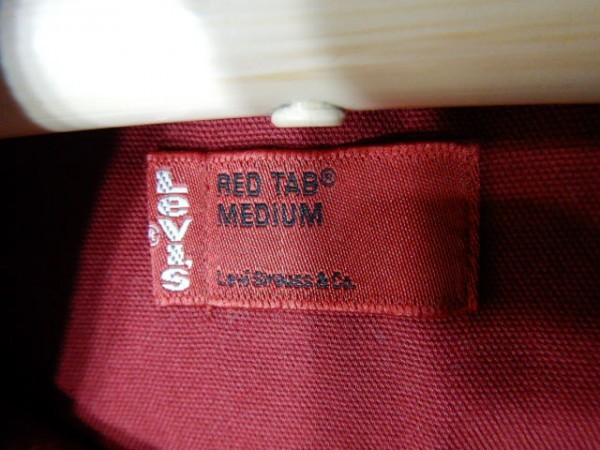 LeVI'S®
RED TAB®
MEDIUM
Levi Strauss & Co.